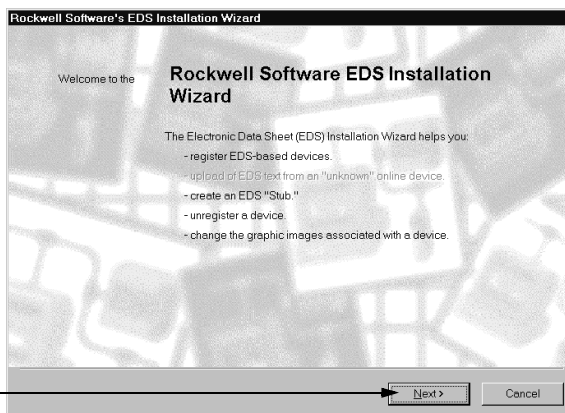 Rockwell Software's EDS Installation Wizard
Welcome to the
Rockwell Software EDS Installation
Wizard
The Electronic Data Sheet (EDS) Installation Wizard helps you:
- register EDS-based devices.
- upload of EDS text from an "unknown" online device.
- create an EDS "Stub."
- unregister a device.
- change the graphic images associated with a device.
Next >
Cancel